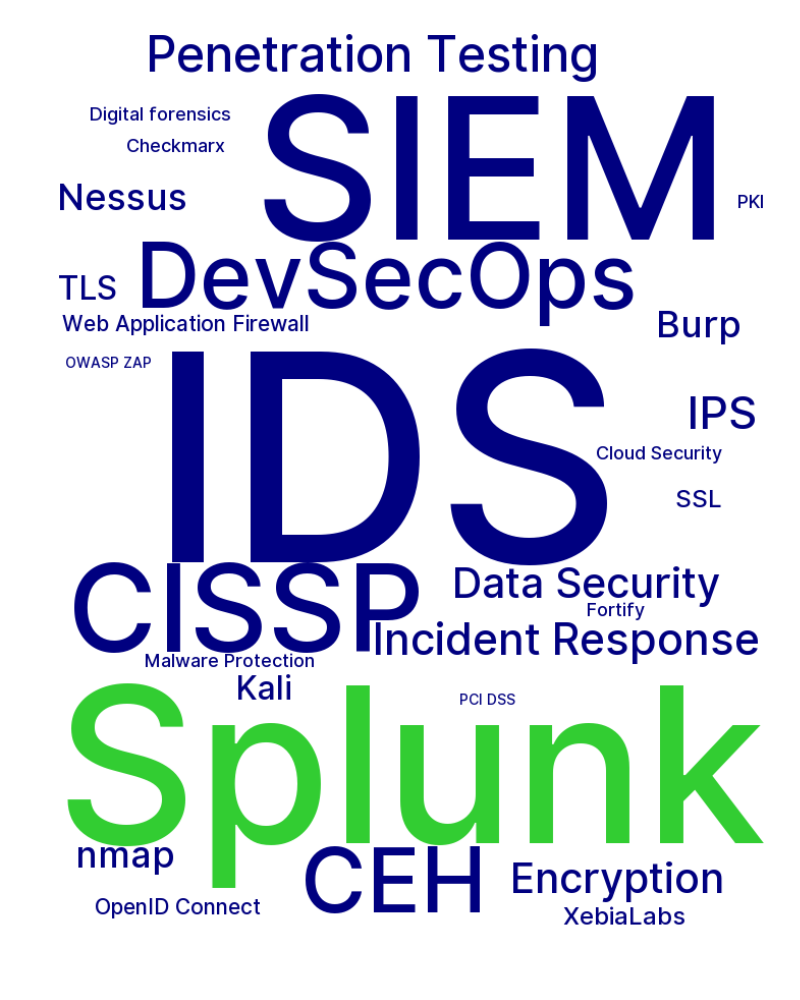 Penetration Testing
Digital forensics
SIEM
Checkmarx
Nessus
PKI
DevSecOps
TLS
Web Application Firewall
Burp
OWASP ZAP
IDS
IPS
Cloud Security
SSL
CISSP
Data Security
Fortify
Incident Response
Malware Protection
Kali
PCI DSS
Splunk
nmap
CEH
Encryption
OpenID Connect
XebiaLabs